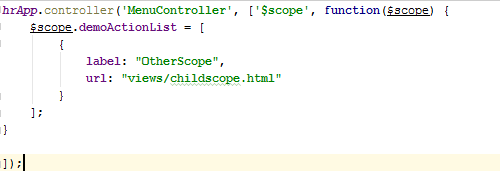 hrApp.controller('MenuController', ['$scope', function($scope) {
$scope.demoActionList = [
{
label: "OtherScope",
url: "views/childscope.html"
}
];
}
]);